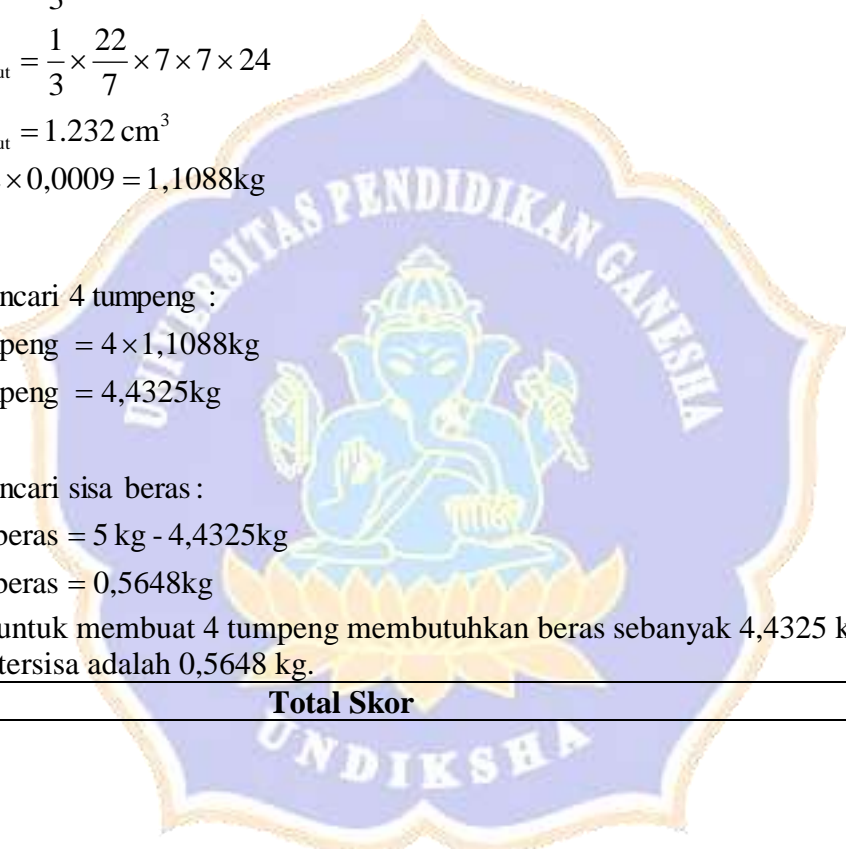 3
ut = 1/3 × 22/7 × 7 × 7 × 24
ut = 1.232 cm³
× 0,0009 = 1,1088kg
ncari 4 tumpeng :
peng = 4 × 1,1088kg
peng = 4,4325kg
ncari sisa beras :
beras = 5 kg - 4,4325kg
beras = 0,5648kg
untuk membuat 4 tumpeng membutuhkan beras sebanyak 4,4325 k
tersisa adalah 0,5648 kg.
Total Skor
UNIVERSITAS PENDIDIKAN GANESHA
UNDIKSHA